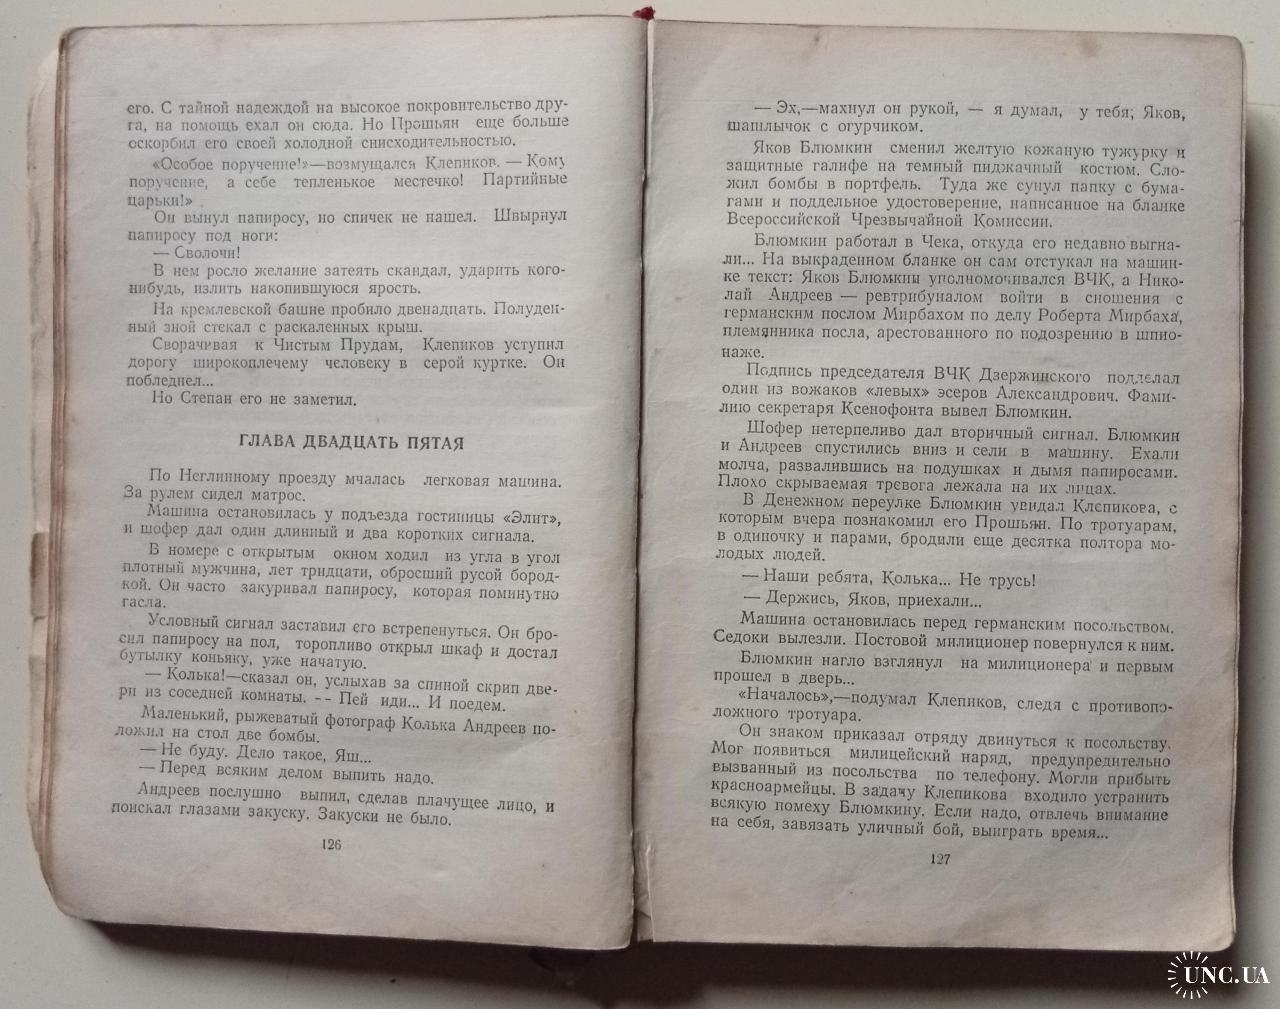 его. С тайной надеждой на высокое покровительство дру-
га, на помощь ехал он сюда. Но Прошьян еще больше
оскорбил его своей холодной снисходительностью.
«Особое поручение!»—возмущался Клепиков. — Кому
поручение, а себе тепленькое местечко! Партийные
царьки!»
Он вынул папиросу, но спичек не нашел. Швырнул
папиросу под ноги:
— Сволочи!
В нем росло желание затеять скандал, ударить кого-
нибудь, излить накопившуюся ярость.
На кремлевской башне пробило двенадцать. Полуден-
ный зной стекал с раскаленных крыш.
Сворачивая к Чистым Прудам, Клепиков уступил
дорогу широкоплечему человеку в серой куртке. Он
побледнел...
Но Степан его не заметил.
ГЛАВА ДВАДЦАТЬ ПЯТАЯ
По Неглинному проезду мчалась легковая машина.
За рулем сидел матрос.
Машина остановилась у подъезда гостиницы «Элит»,
и шофер дал один длинный и два коротких сигнала.
В номере с открытым окном ходил из угла в угол
плотный мужчина, лет тридцати, обросший русой бород-
кой. Он часто закуривал папиросу, которая поминутно
гасла.
Условный сигнал заставил его встрепенуться. Он бро-
сил папиросу на пол, торопливо открыл шкаф и достал
бутылку коньяку, уже начатую.
— Колька!—сказал он, услыхав за спиной скрип две-
ри из соседней комнаты. -- Пей иди... И поедем.
Маленький, рыжеватый фотограф Колька Андреев по-
ложил на стол две бомбы.
— Не буду. Дело такое, Яш...
— Перед всяким делом выпить надо.
Андреев послушно выпил, сделав плачущее лицо, и
поискал глазами закуску. Закуски не было.
126
— Эх,—махнул он рукой, — я думал, у тебя, Яков,
шашлычок с огурчиком.
Яков Блюмкин сменил желтую кожаную тужурку и
защитные галифе на темный пиджачный костюм. Сло-
жил бомбы в портфель. Туда же сунул папку с бума-
гами и поддельное удостоверение, написанное на бланке
Всероссийской Чрезвычайной Комиссии.
Блюмкин работал в Чека, откуда его недавно выгна-
ли... На выкраденном бланке он сам отстукал на машин-
ке текст: Яков Блюмкин уполномочивался ВЧК, а Нико-
лай Андреев — ревтрибуналом войти в сношения с
германским послом Мирбахом по делу Роберта Мирбаха,
племянника посла, арестованного по подозрению в шпио-
наже.
Подпись председателя ВЧК Дзержинского подделал
один из вожаков «левых» эсеров Александрович. Фами-
лию секретаря Ксенофонта вывел Блюмкин.
Шофер нетерпеливо дал вторичный сигнал. Блюмкин
и Андреев спустились вниз и сели в машину. Ехали
молча, развалившись на подушках и дымя папиросами.
Плохо скрываемая тревога лежала на их лицах.
В Денежном переулке Блюмкин увидал Клепикова, с
которым вчера познакомил его Прошьян. По тротуарам,
в одиночку и парами, бродили еще десятка полтора мо-
лодых людей.
— Наши ребята, Колька... Не трусь!
— Держись, Яков, приехали...
Машина остановилась перед германским посольством.
Седоки вылезли. Постовой милиционер повернулся к ним.
Блюмкин нагло взглянул на милиционера и первым
прошел в дверь...
«Началось»,—подумал Клепиков, следя с противопо-
ложного тротуара.
Он знаком приказал отряду двинуться к посольству.
Мог появиться милицейский наряд, предупредительно
вызванный из посольства по телефону. Могли прибыть
красноармейцы. В задачу Клепикова входило устранить
всякую помеху Блюмкину. Если надо, отвлечь внимание
на себя, завязать уличный бой, выиграть время...
127
UNC.UA